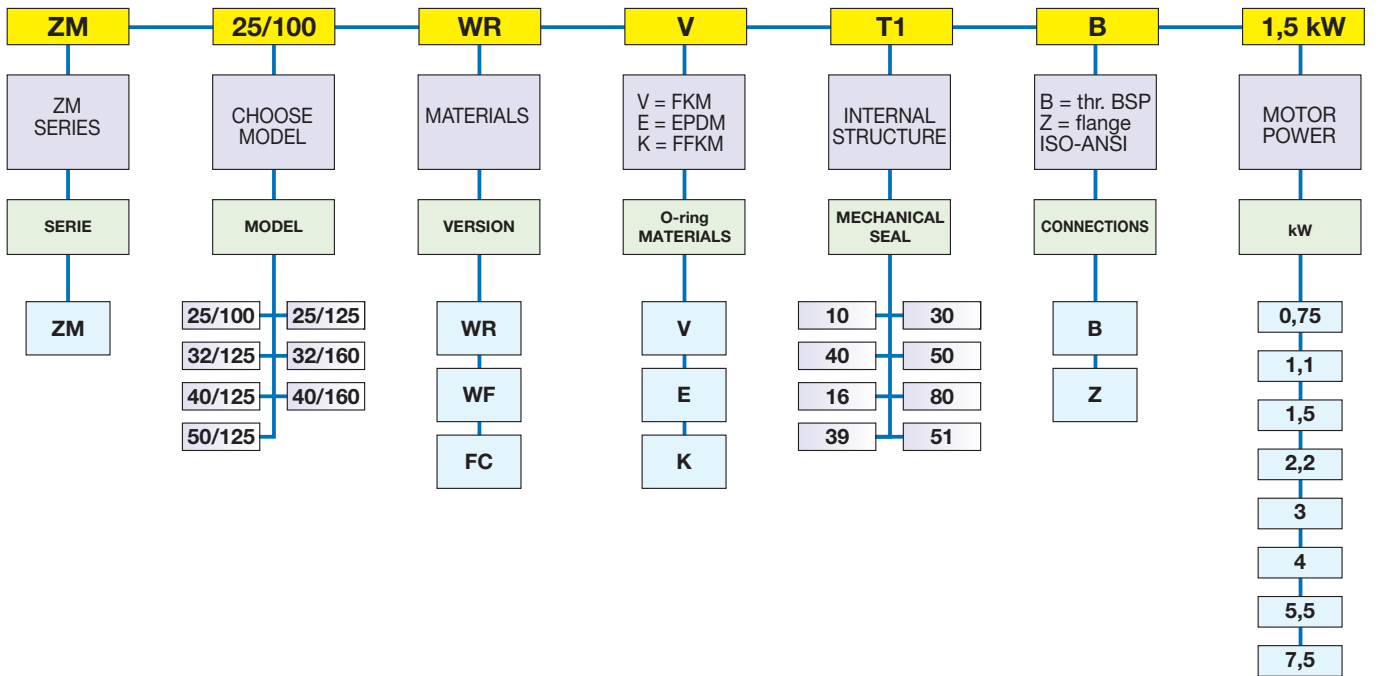 ZM
25/100
WR
V
T1
B
1,5 kW
ZM
SERIES
CHOOSE
MODEL
MATERIALS
V = FKM
E = EPDM
K = FFKM
INTERNAL
STRUCTURE
B = thr. BSP
Z = flange
ISO-ANSI
MOTOR
POWER
SERIE
MODEL
VERSION
O-ring
MATERIALS
MECHANICAL
SEAL
CONNECTIONS
kW
ZM
25/100
25/125
32/125
32/160
40/125
40/160
50/125
WR
WF
FC
V
E
K
10
30
40
50
16
80
39
51
B
Z
0,75
1,1
1,5
2,2
3
4
5,5
7,5